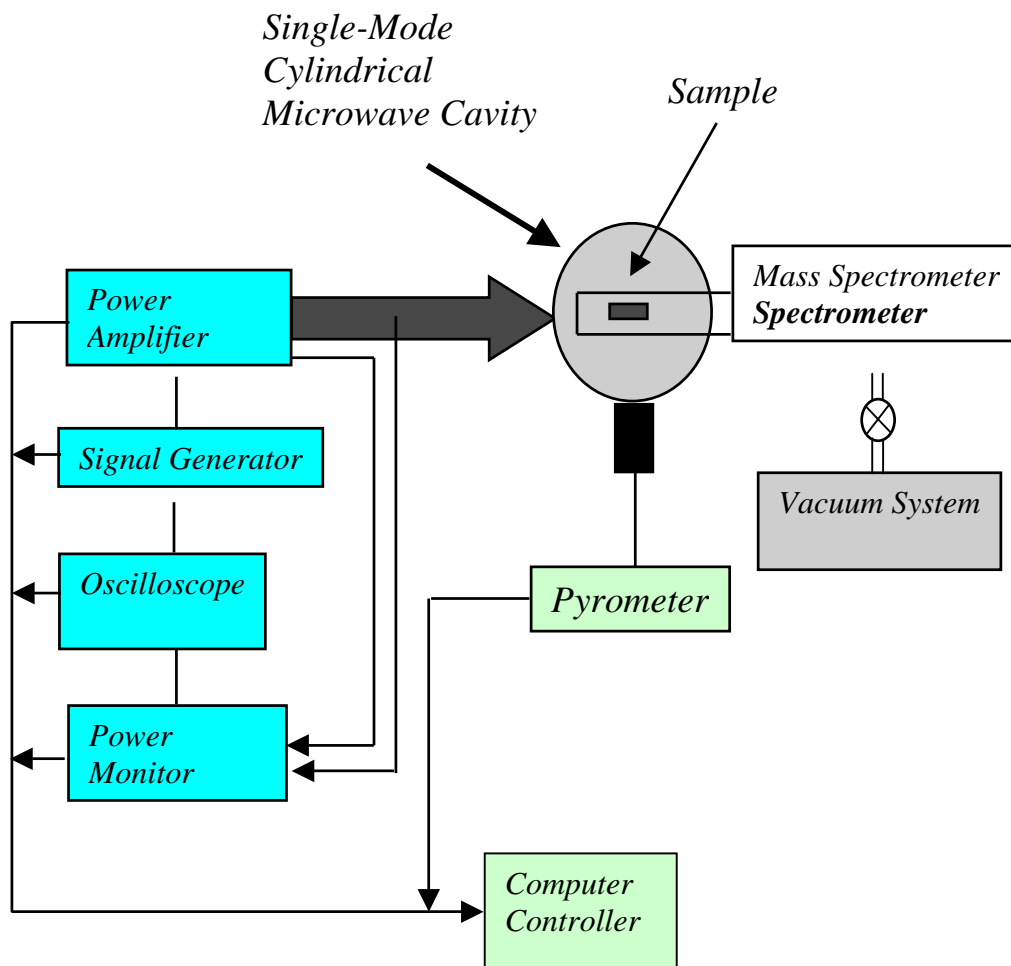 Single-Mode
Cylindrical
Microwave Cavity
Sample
Mass Spectrometer
Spectrometer
Power
Amplifier
Signal Generator
Vacuum System
Oscilloscope
Pyrometer
Power
Monitor
Computer
Controller